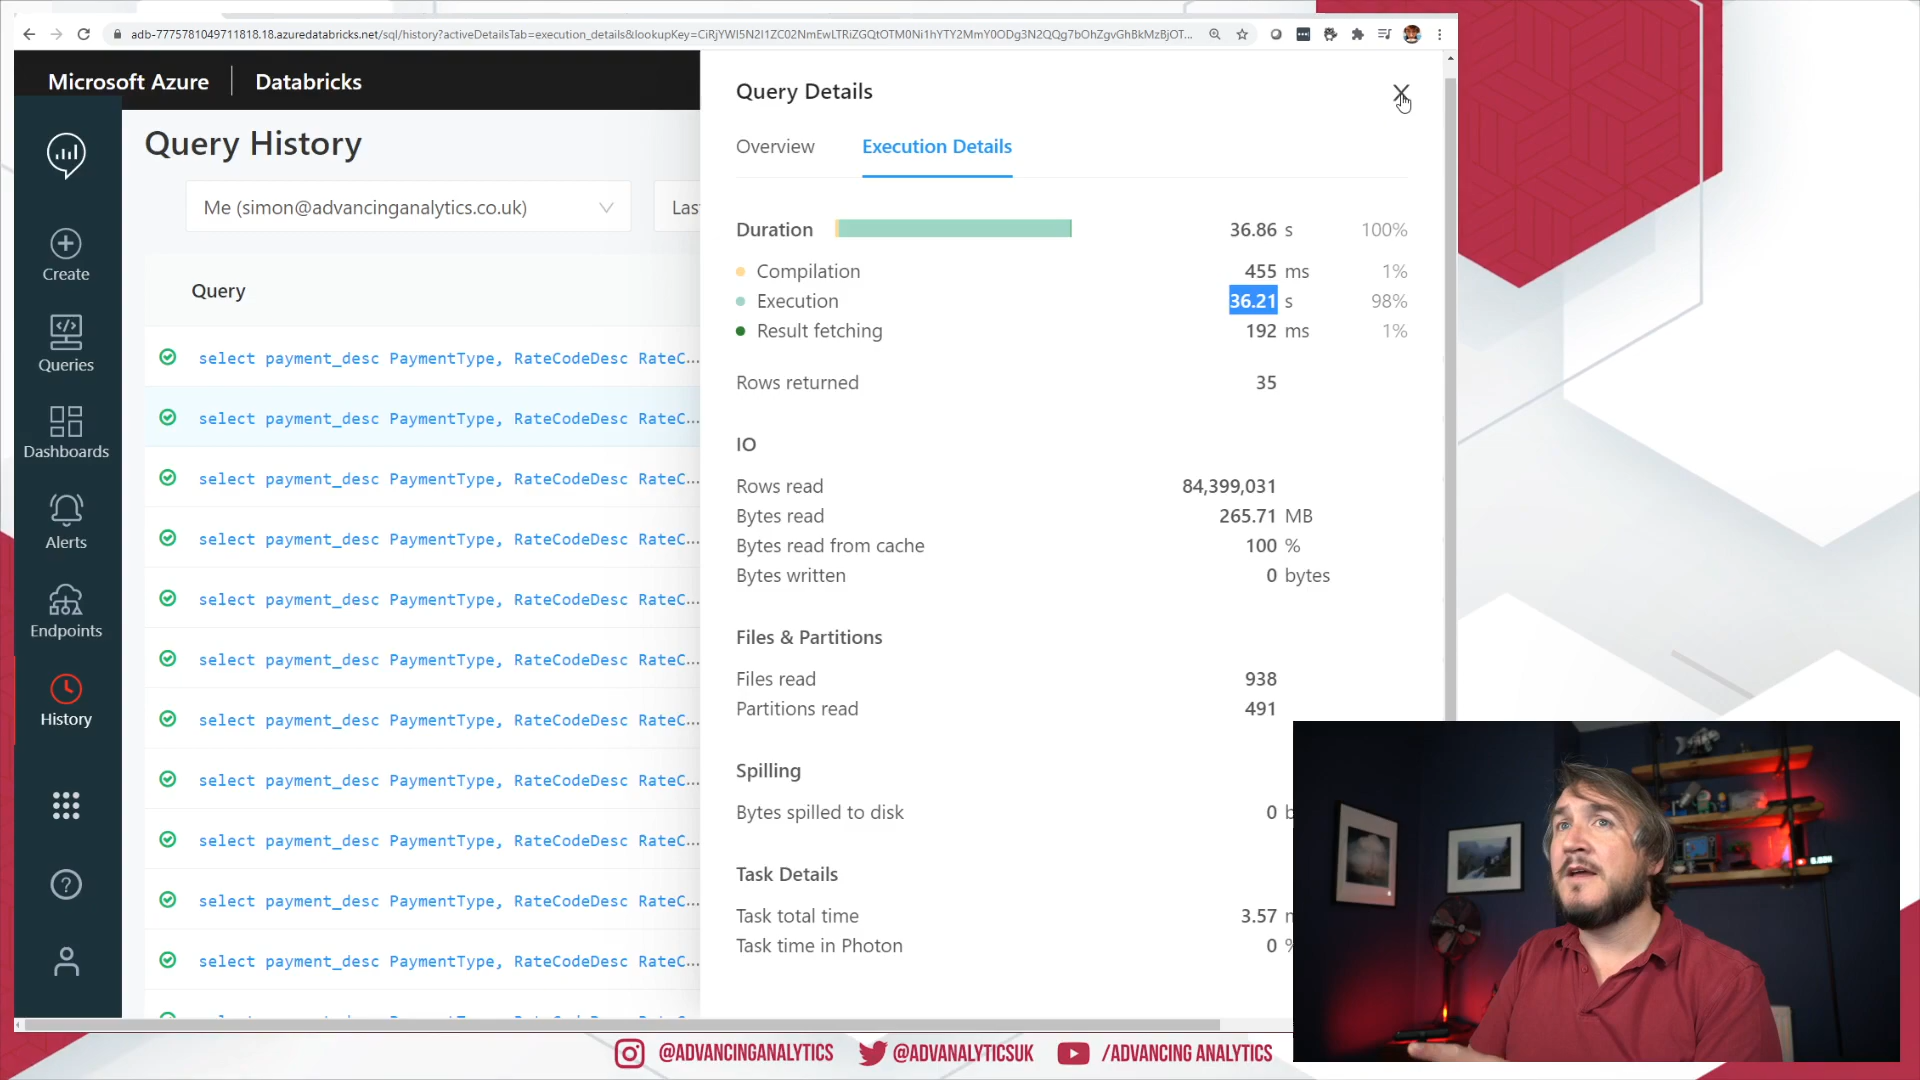 adb-7775781049711818.18.azuredatabricks.net/sql/history?activeDetailsTab=execution_details&lookupKey=
Microsoft Azure
Databricks
Query History
Me (simon@advancinganalytics.co.uk)
Las
Query
select payment_desc PaymentType, RateCodeDesc RateC...
select payment_desc PaymentType, RateCodeDesc RateC...
select payment_desc PaymentType, RateCodeDesc RateC...
select payment_desc PaymentType, RateCodeDesc RateC...
select payment_desc PaymentType, RateCodeDesc RateC...
select payment_desc PaymentType, RateCodeDesc RateC...
select payment_desc PaymentType, RateCodeDesc RateC...
select payment_desc PaymentType, RateCodeDesc RateC...
select payment_desc PaymentType, RateCodeDesc RateC...
select payment_desc PaymentType, RateCodeDesc RateC...
select payment_desc PaymentType, RateCodeDesc RateC...
Create
Queries
Dashboards
Alerts
Endpoints
History
Query Details
Overview Execution Details
Duration 36.86 s 100%
Compilation 455 ms 1%
Execution 36.21 s 98%
Result fetching 192 ms 1%
Rows returned 35
IO
Rows read 84,399,031
Bytes read 265.71 MB
Bytes read from cache 100 %
Bytes written 0 bytes
Files & Partitions
Files read 938
Partitions read 491
Spilling
Bytes spilled to disk 0 b
Task Details
Task total time 3.57
Task time in Photon 0 %
@ADVANCINGANALYTICS
@ADVANALYTICSUK
/ADVANCING ANALYTICS